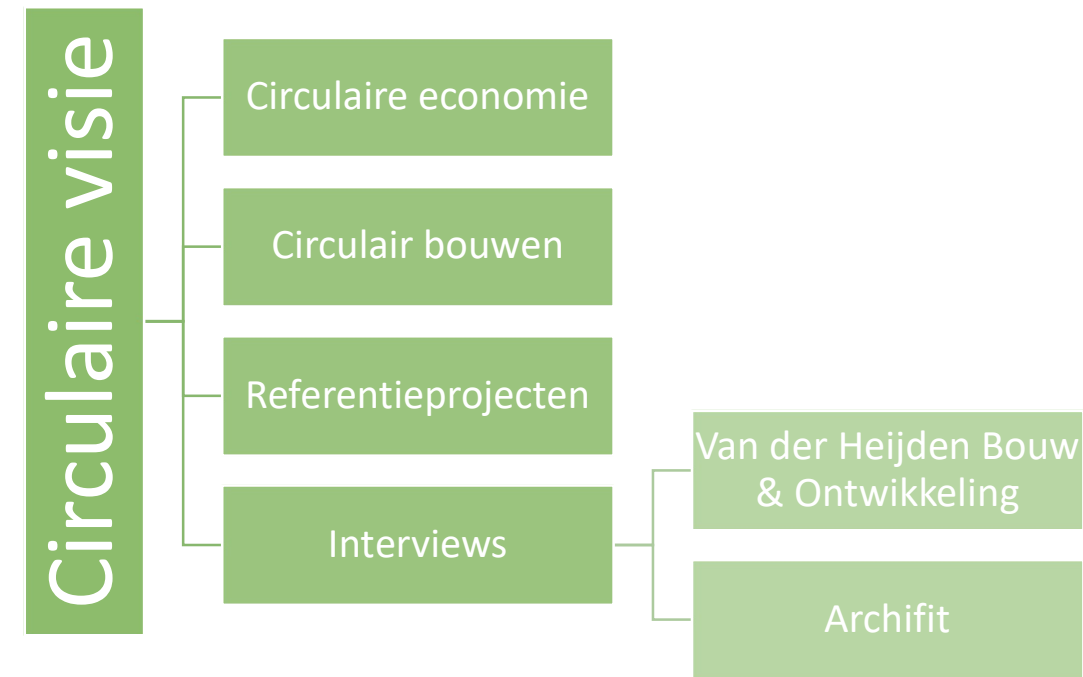 Circulaire visie
Circulaire economie
Circulair bouwen
Referentieprojecten
Interviews
Van der Heijden Bouw
& Ontwikkeling
Archifit